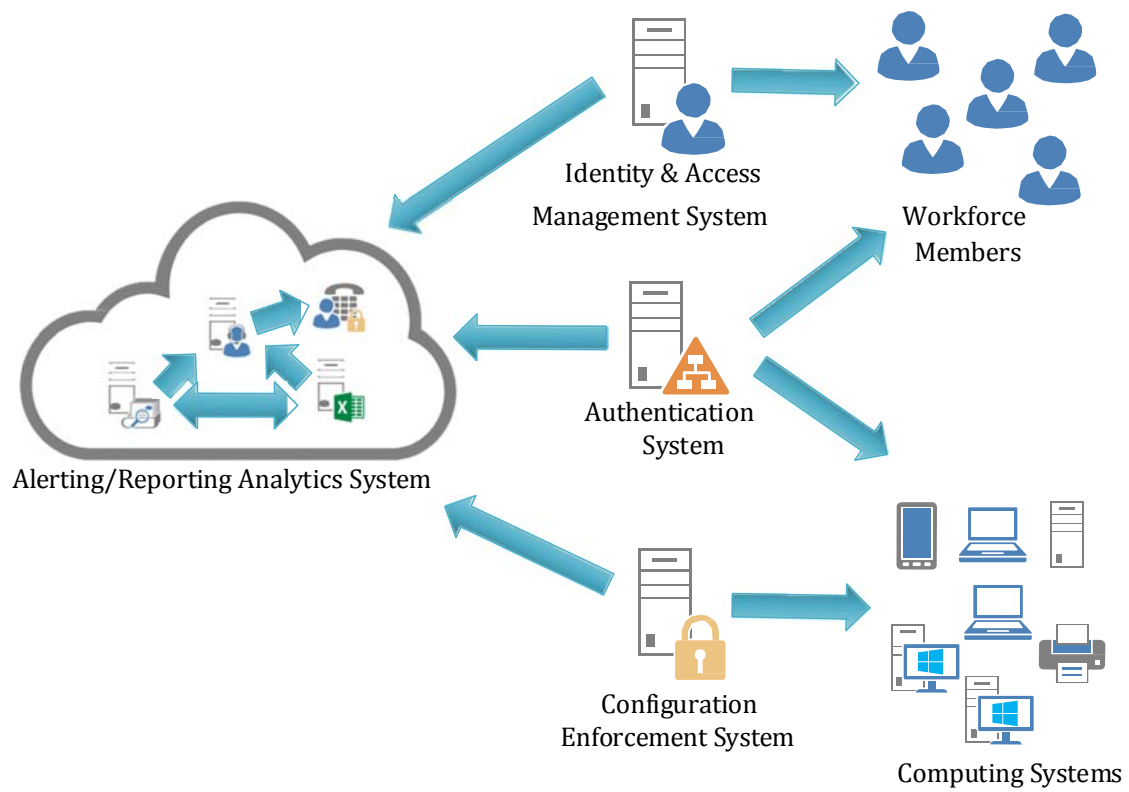 Identity & Access
Management System
Workforce
Members
Authentication
System
Alerting/Reporting Analytics System
Configuration
Enforcement System
Computing Systems